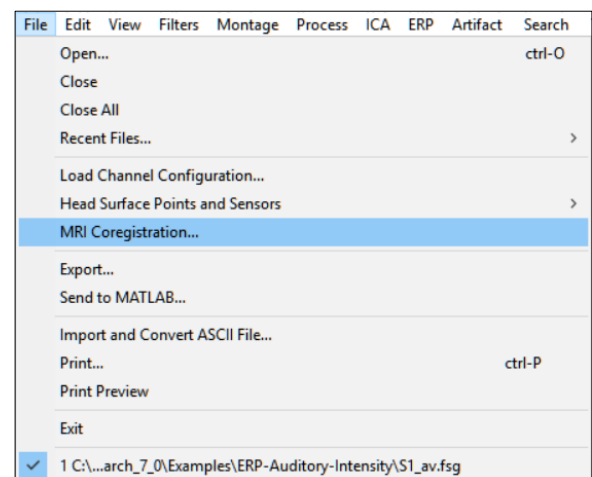 File Edit View Filters Montage Process ICA ERP Artifact Search
Open... ctrl-O
Close
Close All
Recent Files...
Load Channel Configuration...
Head Surface Points and Sensors
MRI Coregistration...
Export...
Send to MATLAB...
Import and Convert ASCII File...
Print... ctrl-P
Print Preview
Exit
1 C:\...arch_7_0\Examples\ERP-Auditory-Intensity\S1_av.fsg